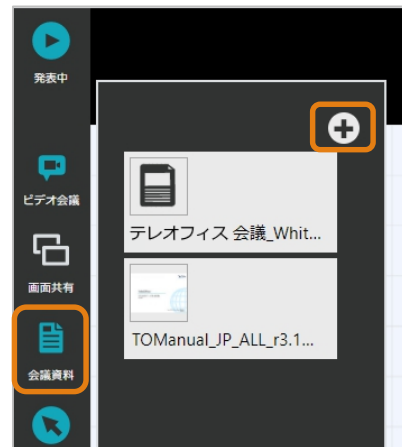 発表中
ビデオ会議
画面共有
会議資料
テレオフィス 会議_Whit...
TOManual_JP_ALL_r3.1...